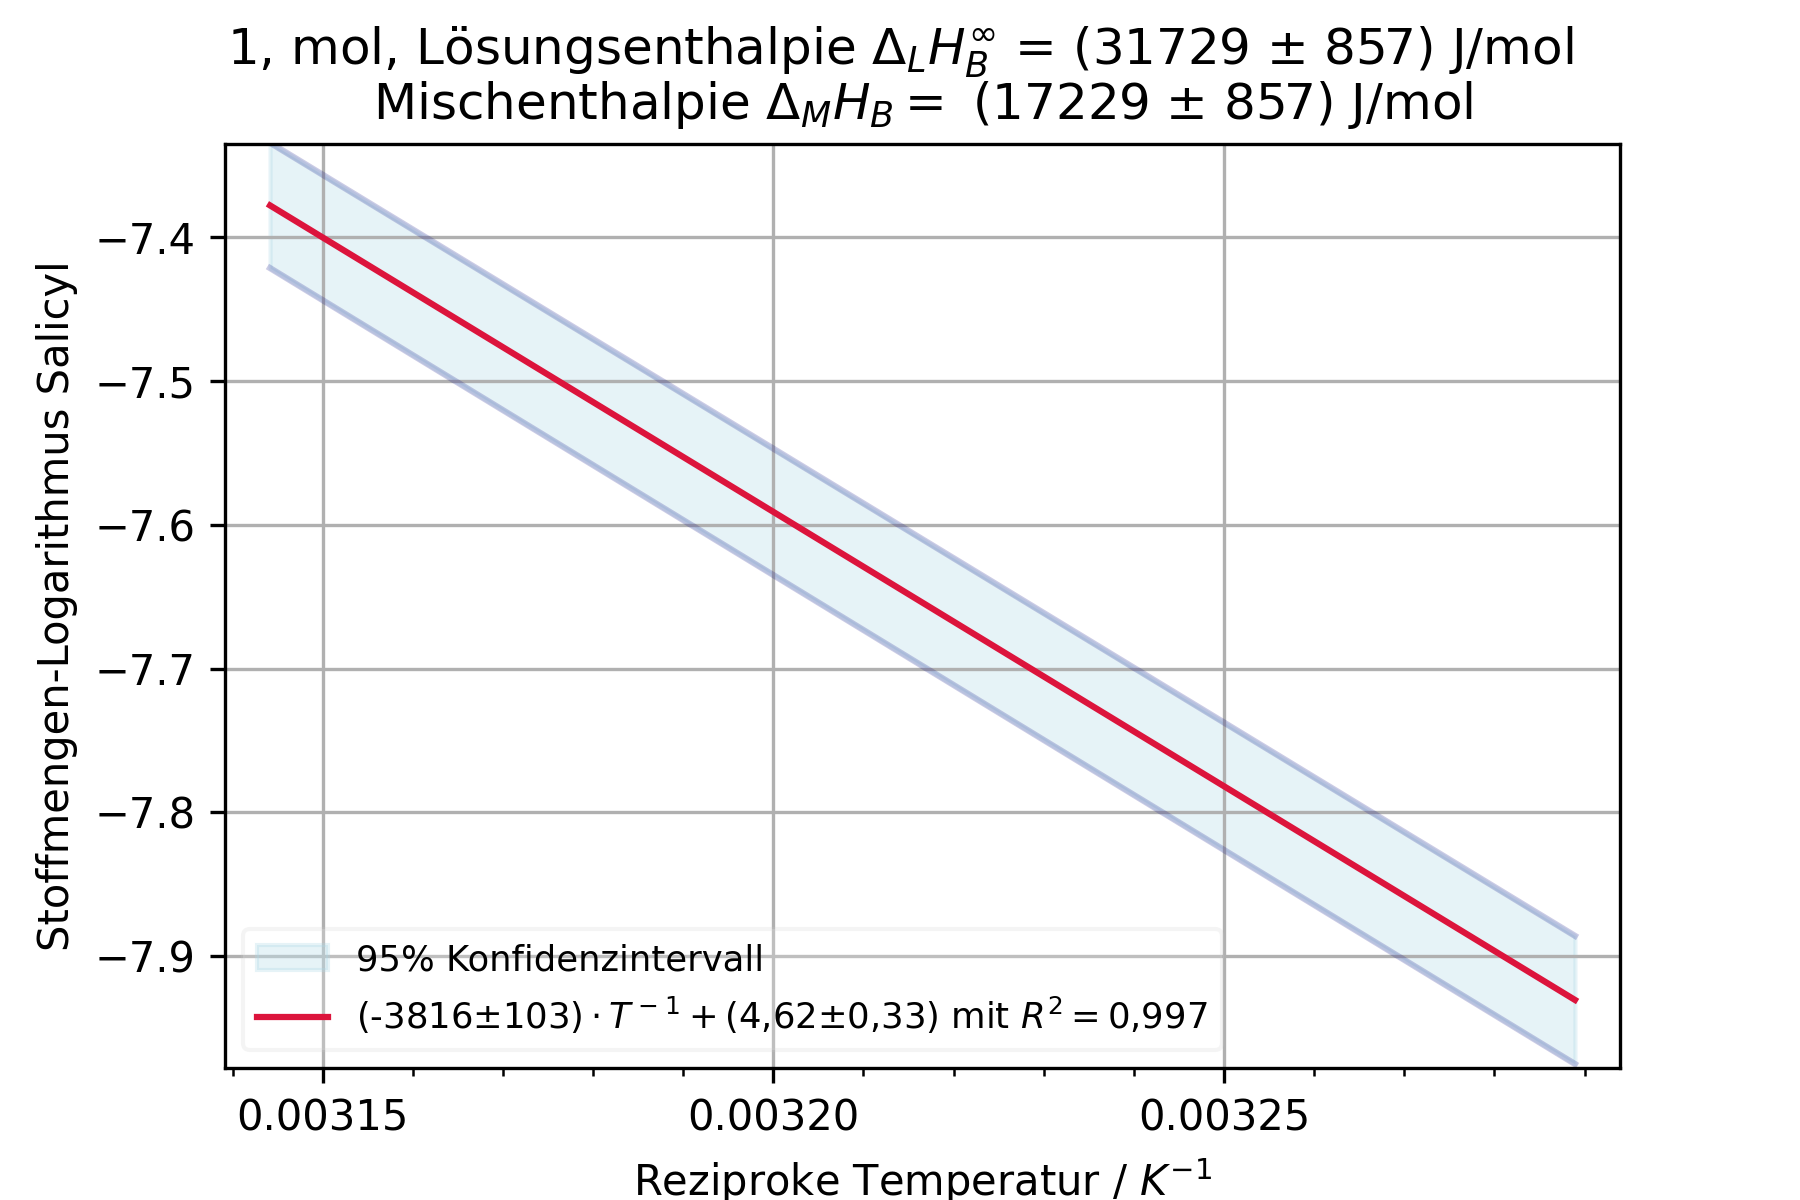 1, mol, Lösungsenthalpie Δ_L H_B^∞ = (31729 ± 857) J/mol
Mischenthalpie Δ_M H_B = (17229 ± 857) J/mol
Stoffmengen-Logarithmus Salicyl
−7.4
−7.5
−7.6
−7.7
−7.8
−7.9
95% Konfidenzintervall
(-3816±103) · T⁻¹ + (4,62±0,33) mit R² = 0,997
0.00315 0.00320 0.00325
Reziproke Temperatur / K⁻¹